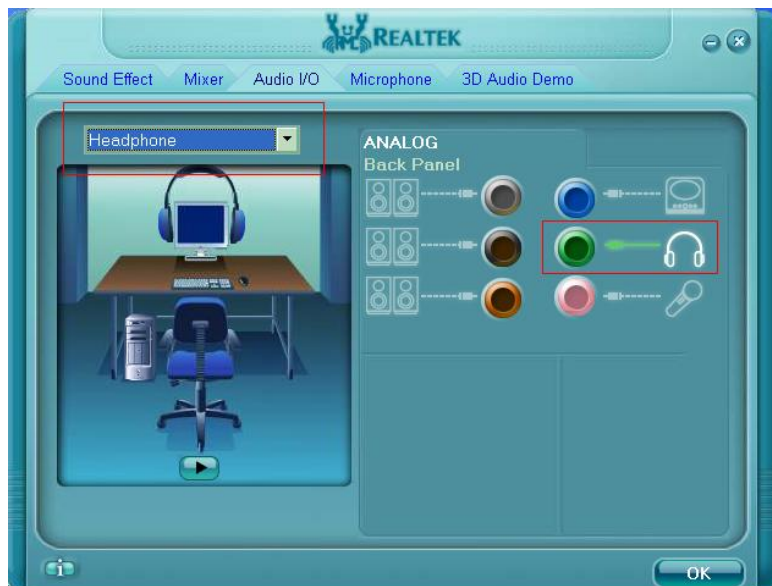 REALTEK
Sound Effect Mixer Audio I/O Microphone 3D Audio Demo
Headphone
ANALOG
Back Panel
OK